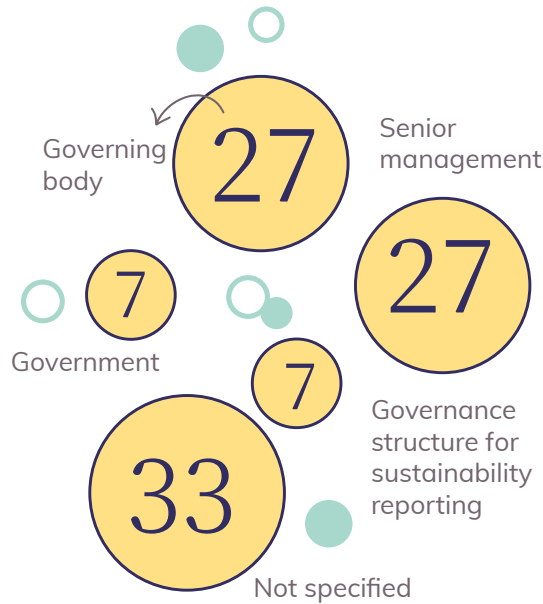 Governing
body
27
Senior
management
27
7
Government
7
Governance
structure for
sustainability
reporting
33
Not specified